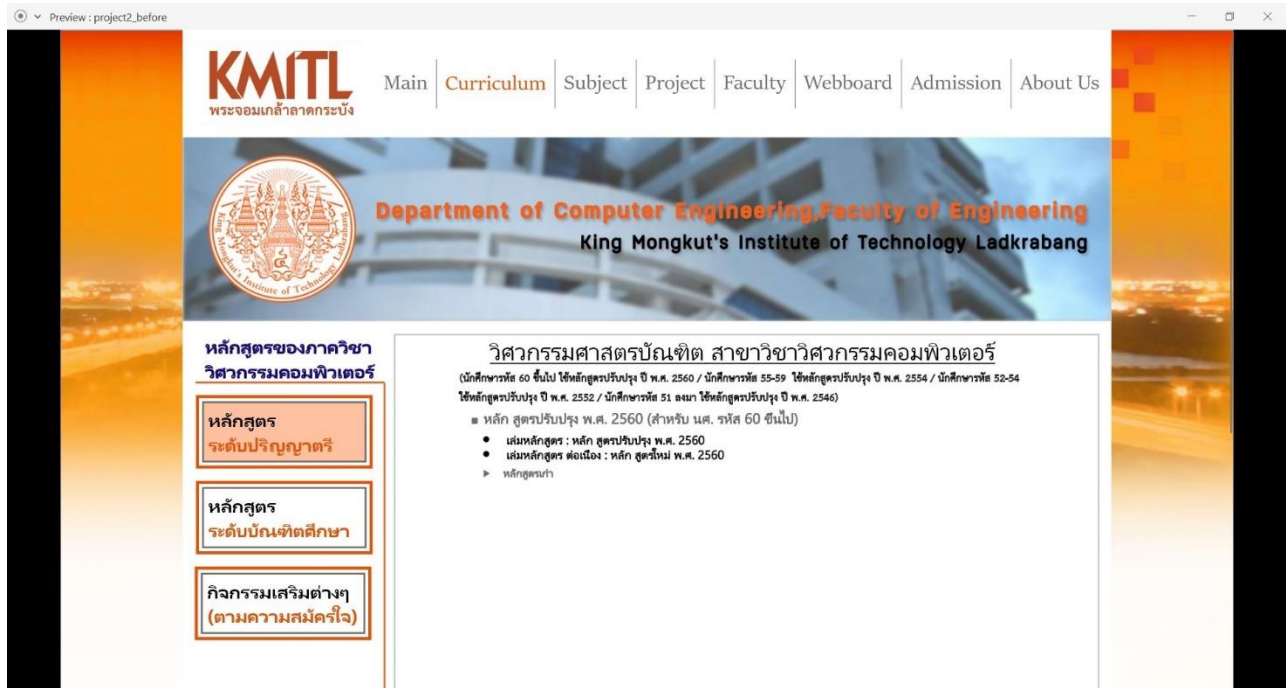 Preview : project2_before
KMITL
พระจอมเกล้าลาดกระบัง
Main Curriculum Subject Project Faculty Webboard Admission About Us
King Mongkut's Institute of Technology Ladkrabang
Department of Computer Engineering,Faculty of Engineering
King Mongkut's Institute of Technology Ladkrabang
หลักสูตรของภาควิชา
วิศวกรรมคอมพิวเตอร์
หลักสูตร
ระดับปริญญาตรี
หลักสูตร
ระดับบัณฑิตศึกษา
กิจกรรมเสริมต่างๆ
(ตามความสมัครใจ)
วิศวกรรมศาสตรบัณฑิต สาขาวิชาวิศวกรรมคอมพิวเตอร์
(นักศึกษารหัส 60 ขึ้นไป ใช้หลักสูตรปรับปรุง ปี พ.ศ. 2560 / นักศึกษารหัส 55-59 ใช้หลักสูตรปรับปรุง ปี พ.ศ. 2554 / นักศึกษารหัส 52-54
ใช้หลักสูตรปรับปรุง ปี พ.ศ. 2552 / นักศึกษารหัส 51 ลงมา ใช้หลักสูตรปรับปรุง ปี พ.ศ. 2546)
หลัก สูตรปรับปรุง พ.ศ. 2560 (สำหรับ นศ. รหัส 60 ขึนไป)
เล่มหลักสูตร : หลัก สูตรปรับปรุง พ.ศ. 2560
เล่มหลักสูตร ต่อเนื่อง : หลัก สูตรใหม่ พ.ศ. 2560
หลักสูตรเก่า